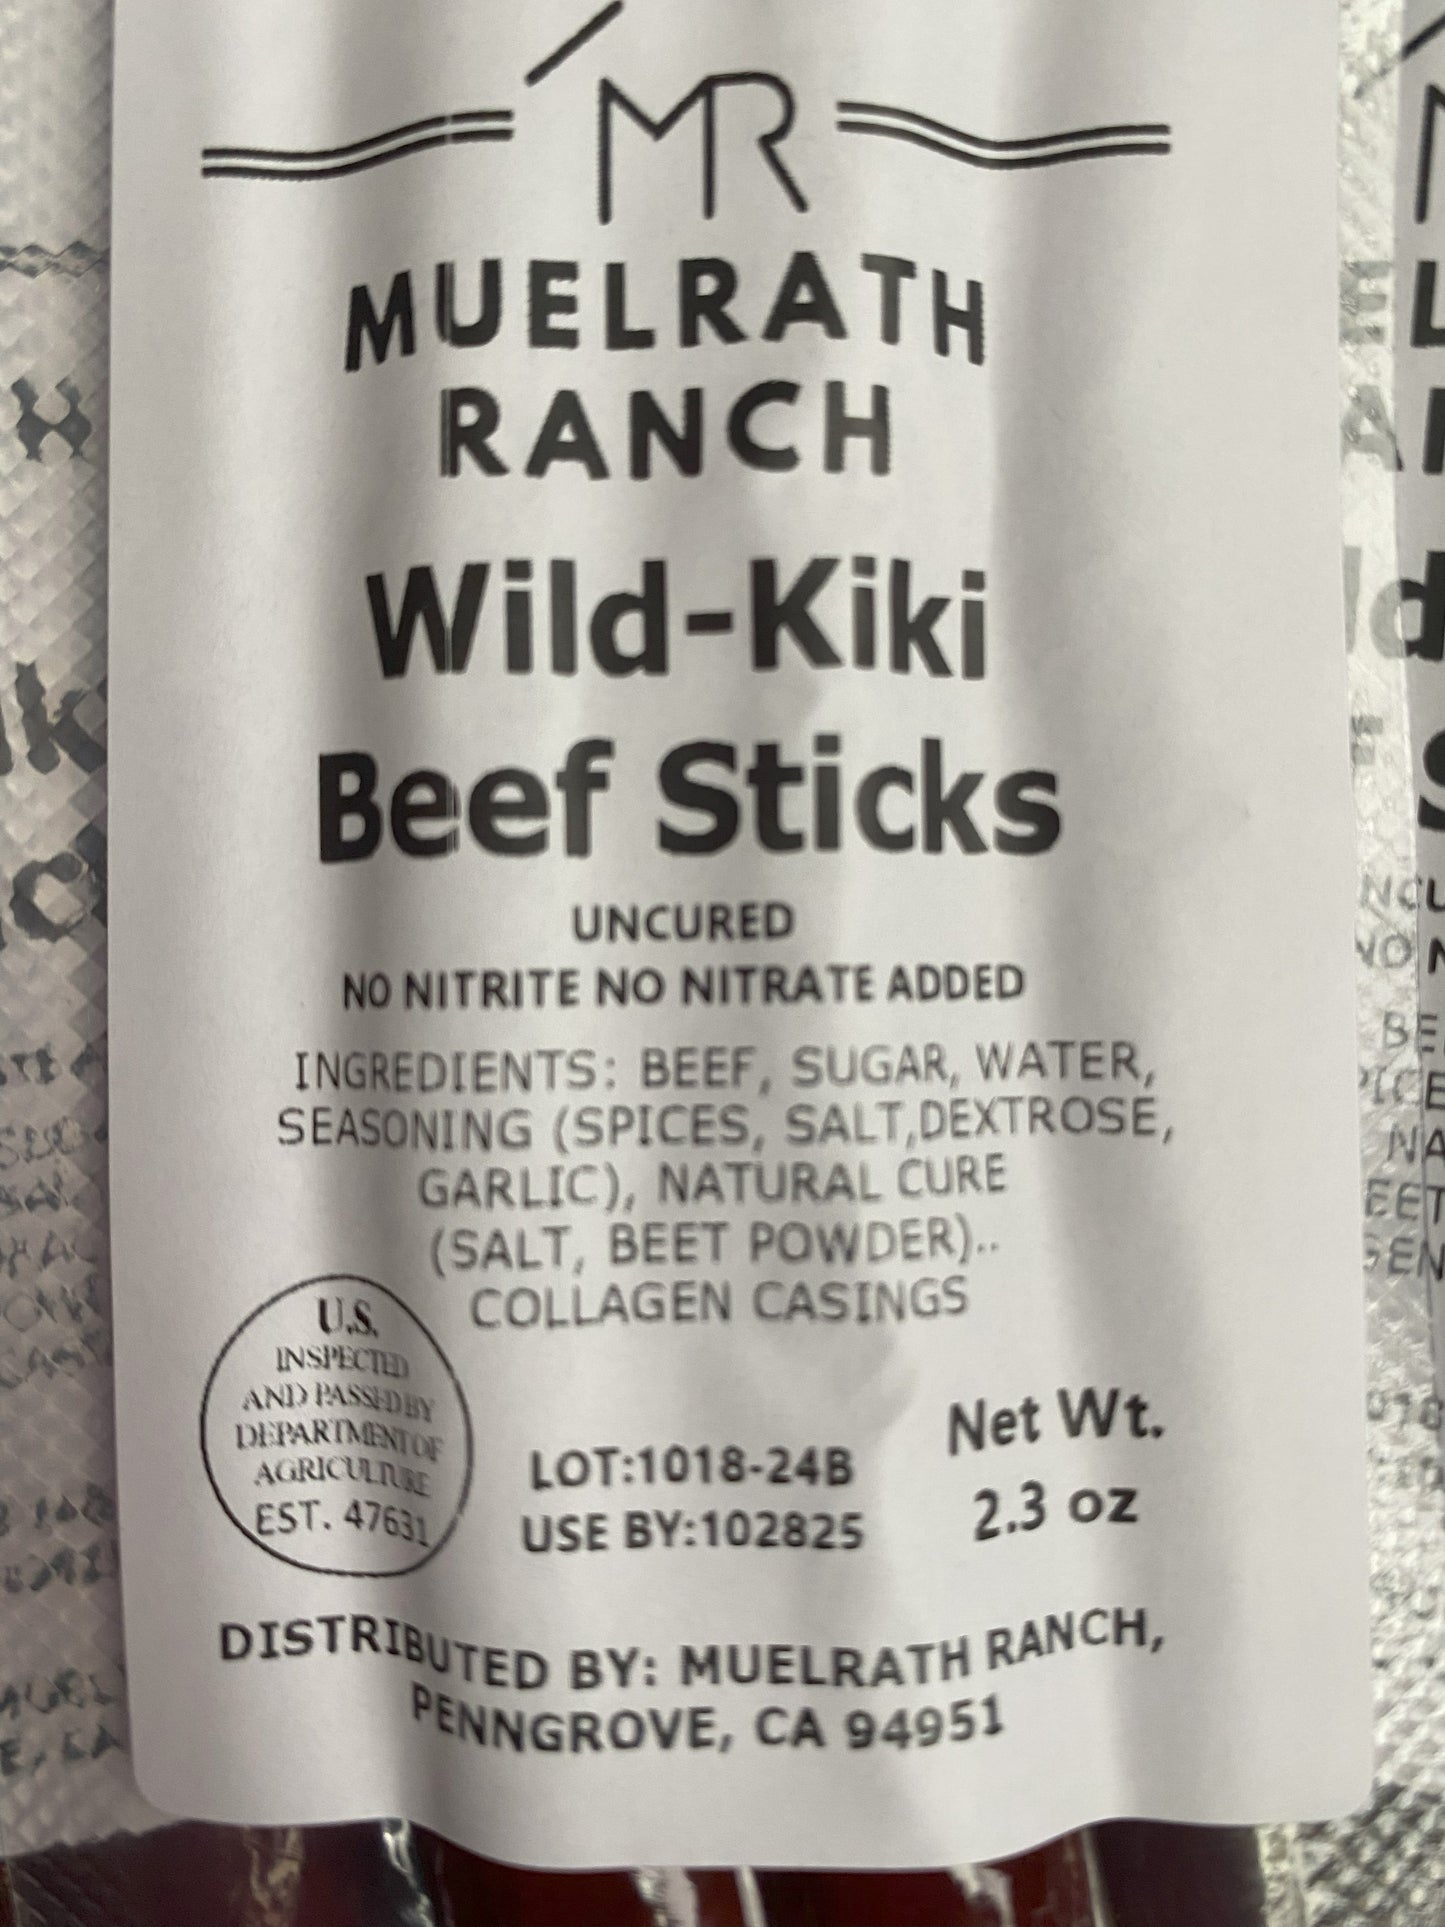 MR
MUELRATH
RANCH
Wild-Kiki
Beef Sticks
UNCURED
NO NITRITE NO NITRATE ADDED
INGREDIENTS: BEEF, SUGAR, WATER,
SEASONING (SPICES, SALT,DEXTROSE,
GARLIC), NATURAL CURE
(SALT, BEET POWDER)..
COLLAGEN CASINGS
U.S.
INSPECTED
AND PASSED BY
DEPARTMENT OF
AGRICULTURE
EST. 47631
LOT:1018-24B
USE BY:102825
Net Wt.
2.3 oz
DISTRIBUTED BY: MUELRATH RANCH,
PENNGROVE, CA 94951